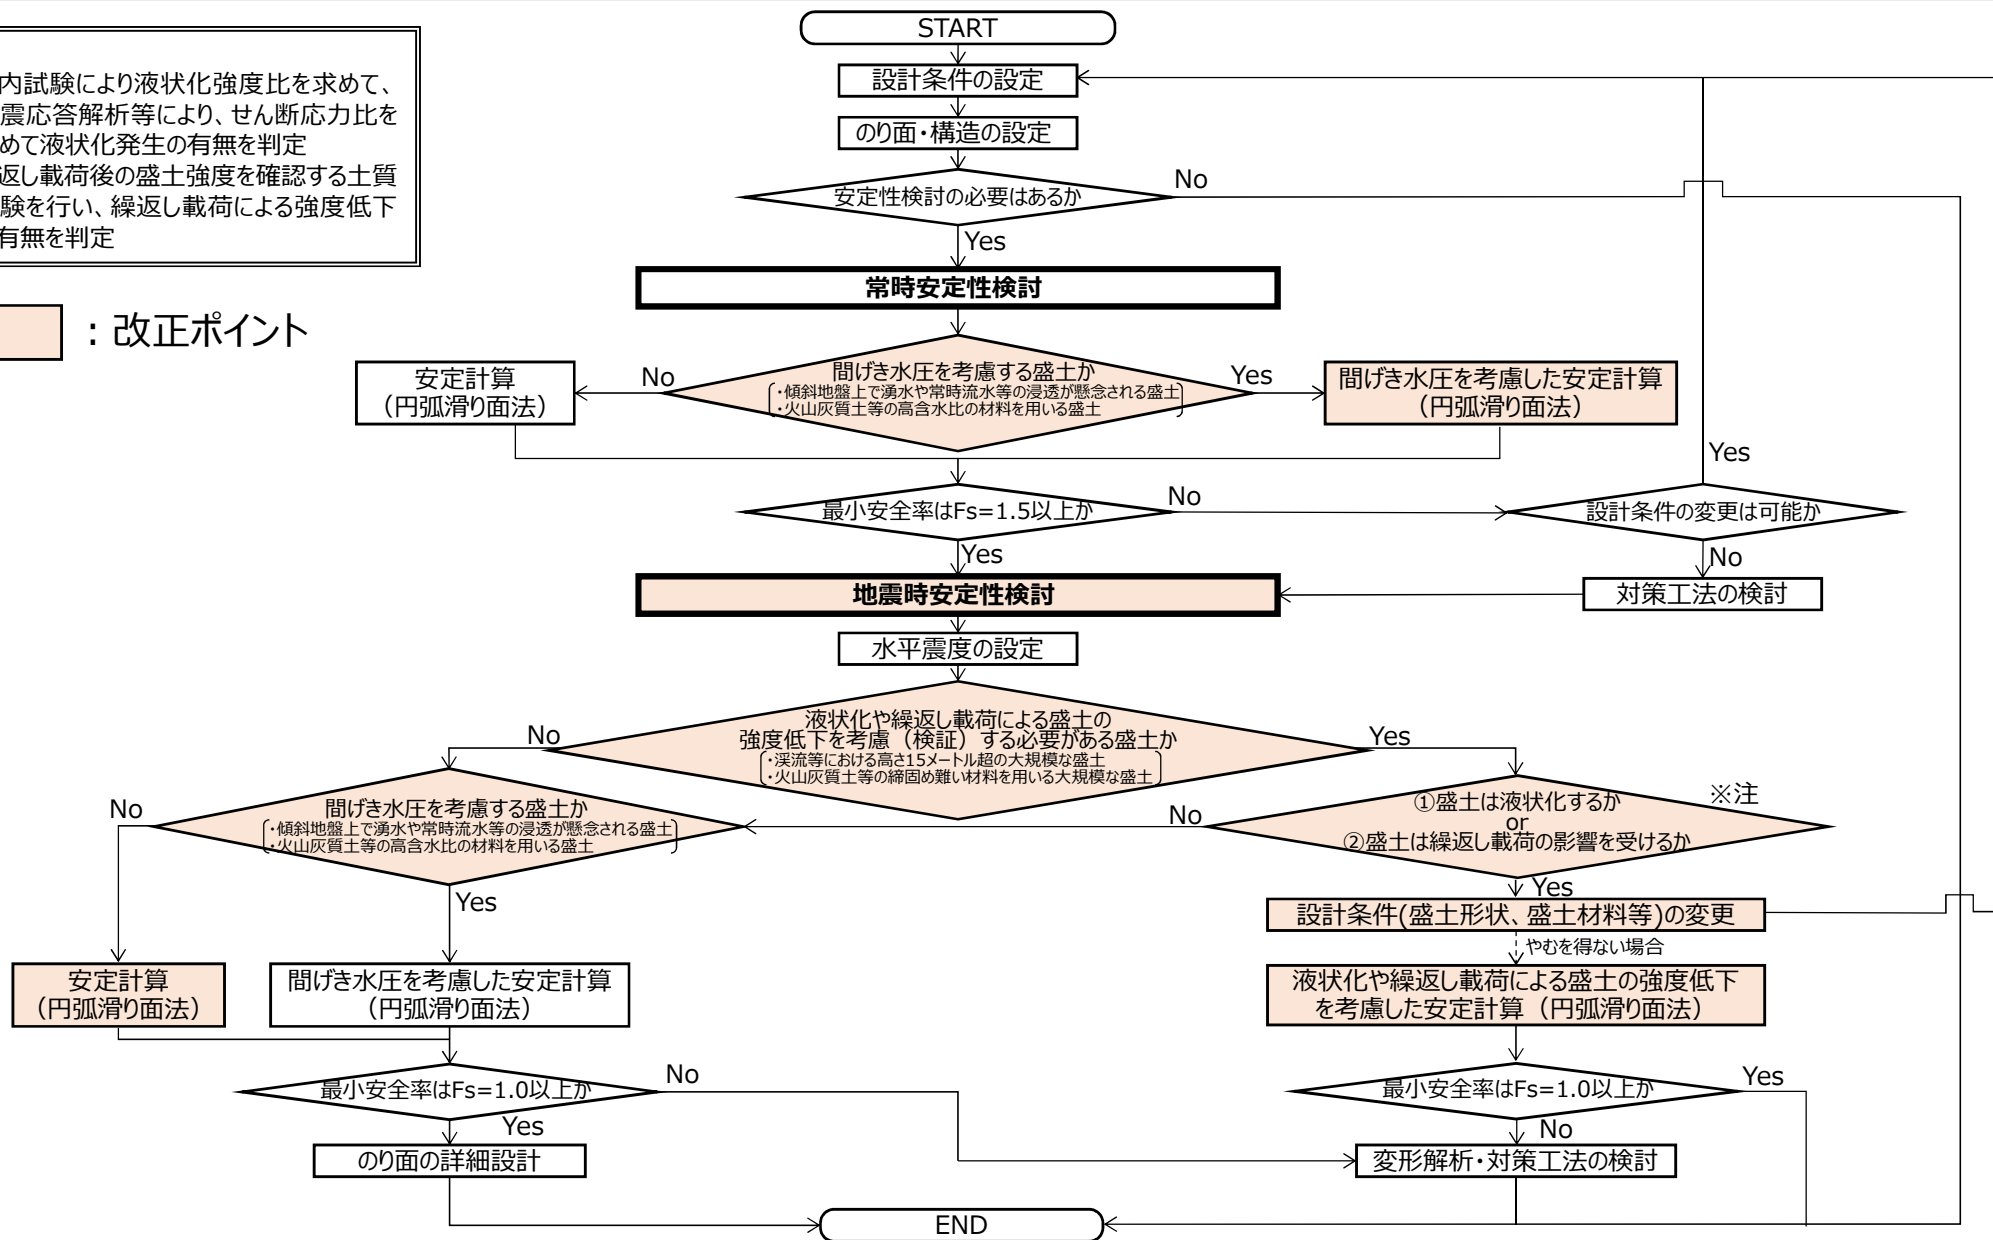 内試験により液状化強度比を求めて、
震応答解析等により、せん断応力比を
めて液状化発生の有無を判定
返し載荷後の盛土強度を確認する土質
験を行い、繰返し載荷による強度低下
有無を判定
：改正ポイント
START
設計条件の設定
のり面・構造の設定
安定性検討の必要はあるか
No
Yes
常時安定性検討
間げき水圧を考慮する盛土か
・傾斜地盤上で湧水や常時流水等の浸透が懸念される盛土
・火山灰質土等の高含水比の材料を用いる盛土
No
Yes
安定計算
（円弧滑り面法）
間げき水圧を考慮した安定計算
（円弧滑り面法）
最小安全率はFs=1.5以上か
No
Yes
設計条件の変更は可能か
Yes
No
対策工法の検討
地震時安定性検討
水平震度の設定
液状化や繰返し載荷による盛土の
強度低下を考慮（検証）する必要がある盛土か
・渓流等における高さ15メートル超の大規模な盛土
・火山灰質土等の締固め難い材料を用いる大規模な盛土
No
Yes
間げき水圧を考慮する盛土か
・傾斜地盤上で湧水や常時流水等の浸透が懸念される盛土
・火山灰質土等の高含水比の材料を用いる盛土
No
Yes
①盛土は液状化するか
or
②盛土は繰返し載荷の影響を受けるか
※注
No
Yes
設計条件(盛土形状、盛土材料等)の変更
やむを得ない場合
安定計算
（円弧滑り面法）
間げき水圧を考慮した安定計算
（円弧滑り面法）
液状化や繰返し載荷による盛土の強度低下
を考慮した安定計算（円弧滑り面法）
最小安全率はFs=1.0以上か
No
Yes
最小安全率はFs=1.0以上か
Yes
No
のり面の詳細設計
変形解析・対策工法の検討
END